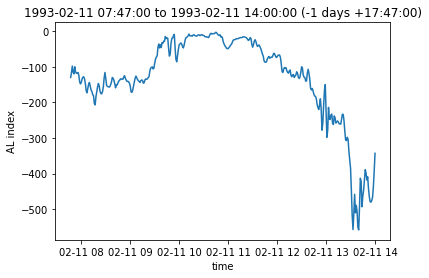 1993-02-11 07:47:00 to 1993-02-11 14:00:00 (-1 days +17:47:00)
0
−100
−200
−300
−400
−500
AL index
02-11 08 02-11 09 02-11 10 02-11 11 02-11 12 02-11 13 02-11 14
time